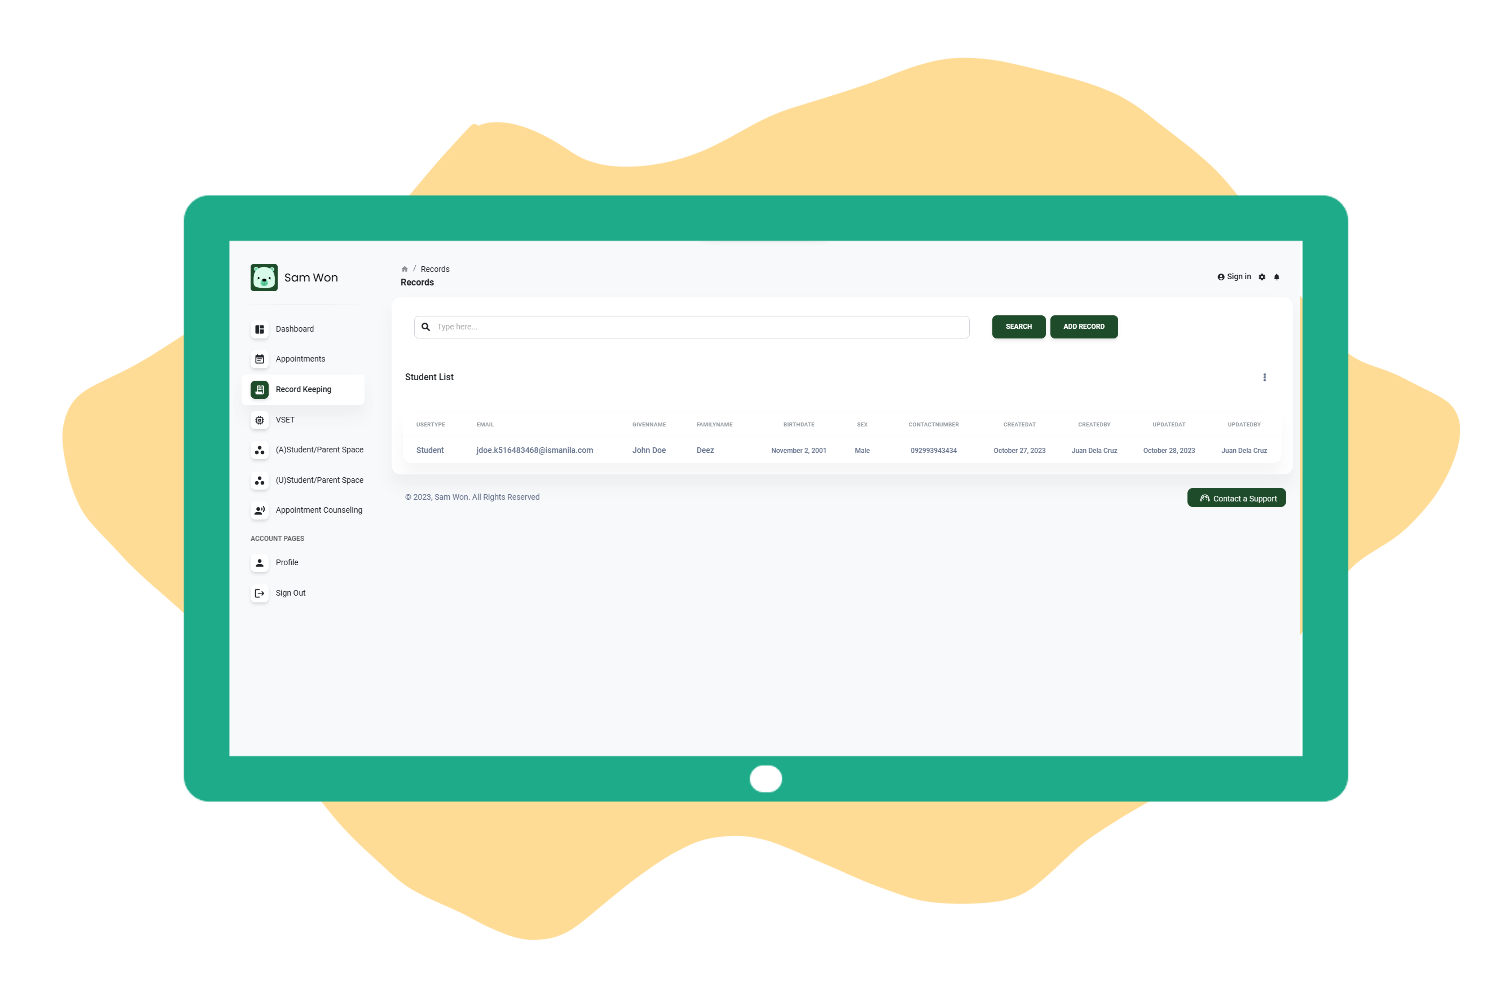 Sam Won
Dashboard
Appointments
Record Keeping
VSET
(A)Student/Parent Space
(U)Student/Parent Space
Appointment Counseling
ACCOUNT PAGES
Profile
Sign Out
/ Records
Records
Sign in
Type here...
SEARCH
ADD RECORD
Student List
USERTYPE EMAIL GIVENNAME FAMILYNAME BIRTHDATE SEX CONTACTNUMBER CREATEDAT CREATEDBY UPDATEDAT UPDATEDBY
Student jdoe.k516483468@ismanila.com John Doe Deez November 2, 2001 Male 092993943434 October 27, 2023 Juan Dela Cruz October 28, 2023 Juan Dela Cruz
© 2023, Sam Won. All Rights Reserved
Contact a Support